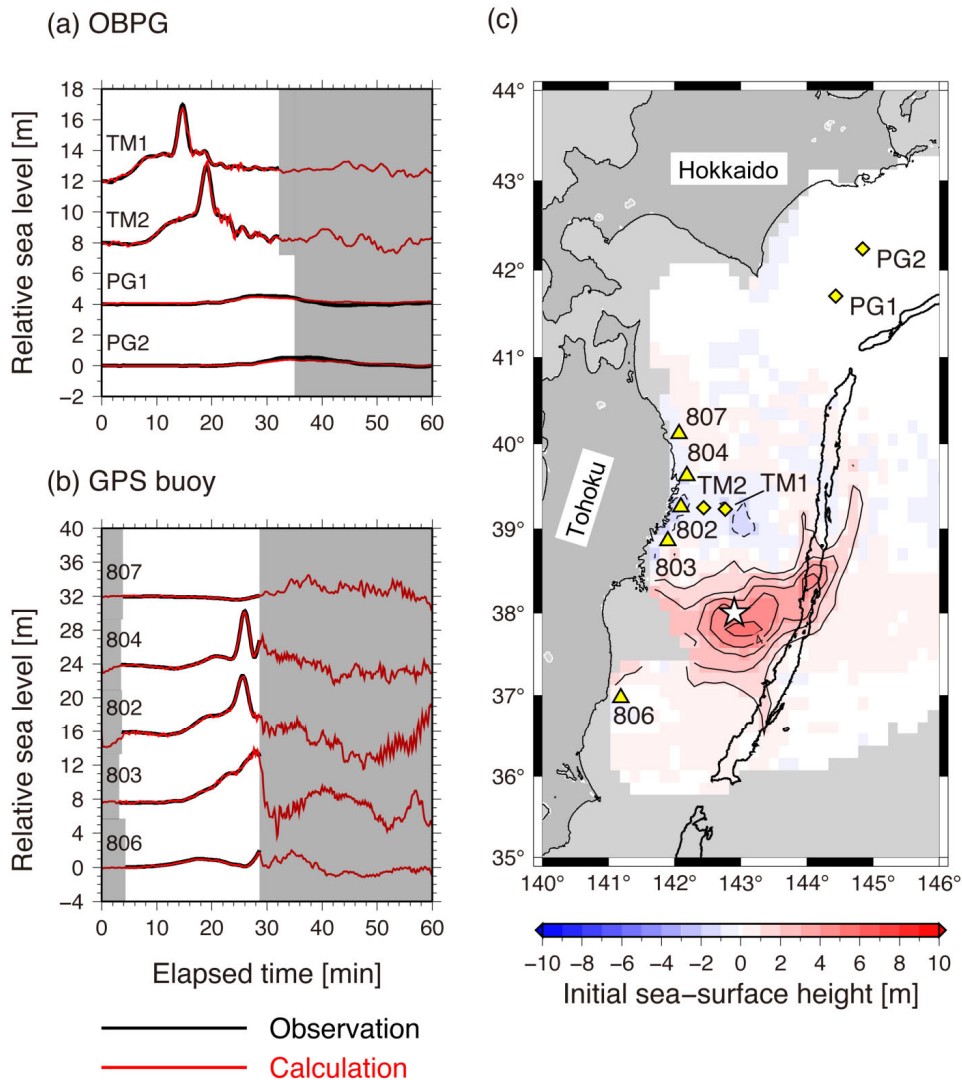 (a) OBPG
Relative sea level [m]
18
16
14
12
10
8
6
4
2
0
−2
TM1
TM2
PG1
PG2
0 10 20 30 40 50 60
(b) GPS buoy
Relative sea level [m]
40
36
32
28
24
20
16
12
8
4
0
−4
807
804
802
803
806
0 10 20 30 40 50 60
Elapsed time [min]
Observation
Calculation
(c)
44°
43°
42°
41°
40°
39°
38°
37°
36°
35°
Hokkaido
PG2
PG1
807
804
Tohoku
TM2
TM1
802
803
4
806
140° 141° 142° 143° 144° 145° 146°
−10 −8 −6 −4 −2 0 2 4 6 8 10
Initial sea−surface height [m]